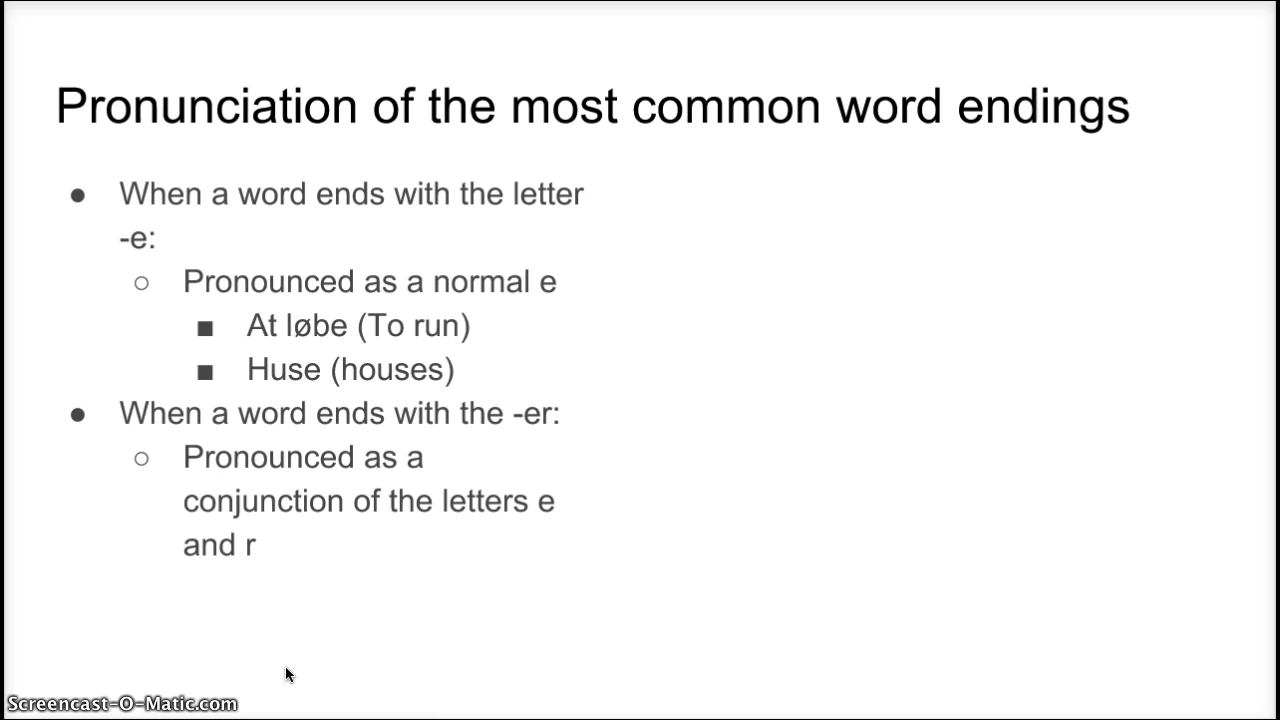 Pronunciation of the most common word endings
● When a word ends with the letter
-e:
○ Pronounced as a normal e
■ At løbe (To run)
■ Huse (houses)
● When a word ends with the -er:
○ Pronounced as a
conjunction of the letters e
and r
Screencast-O-Matic.com